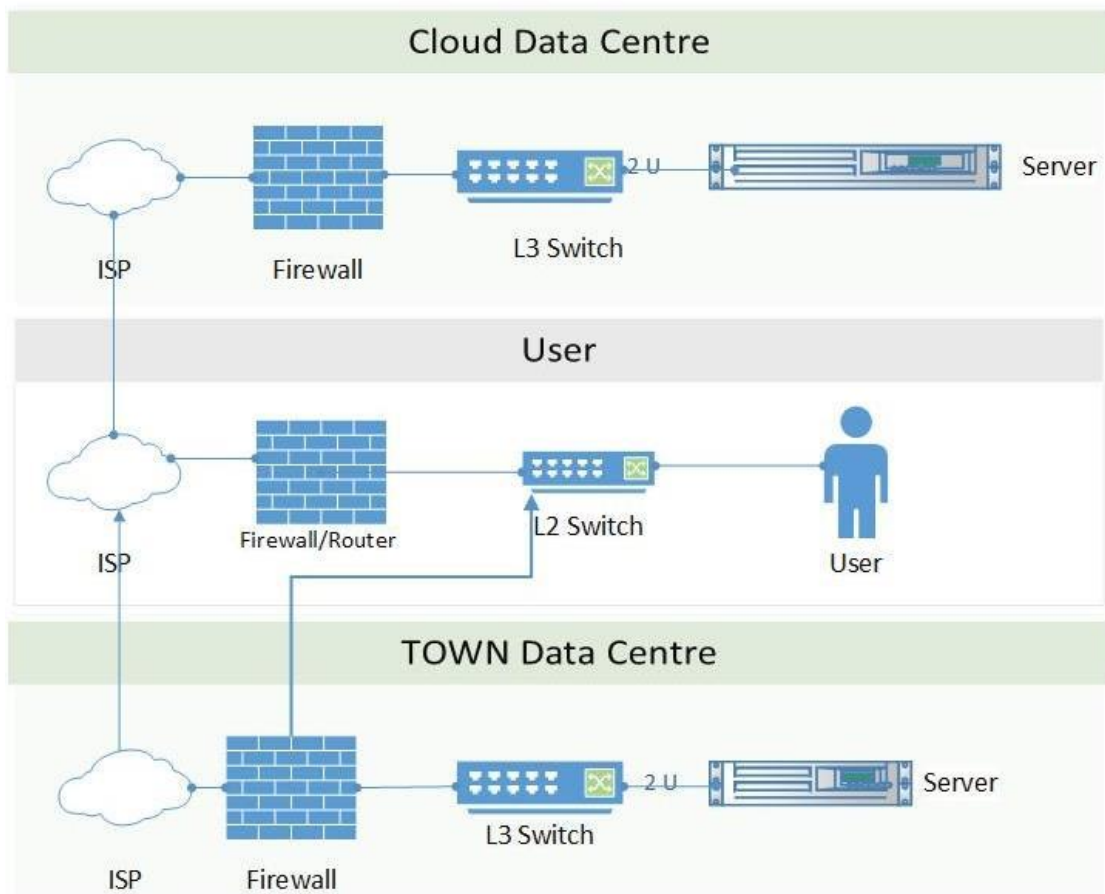 Cloud Data Centre
2 U
Server
L3 Switch
ISP
Firewall
User
L2 Switch
Firewall/Router
ISP
User
TOWN Data Centre
2 U
Server
L3 Switch
ISP
Firewall